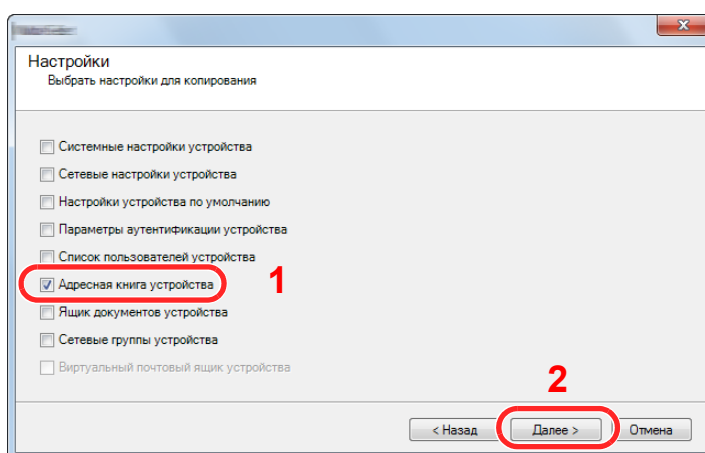 Настройки
Выбрать настройки для копирования
Системные настройки устройства
Сетевые настройки устройства
Настройки устройства по умолчанию
Параметры аутентификации устройства
Список пользователей устройства
Адресная книга устройства
1
Ящик документов устройства
Сетевые группы устройства
Виртуальный почтовый ящик устройства
2
< Назад
Далее >
Отмена